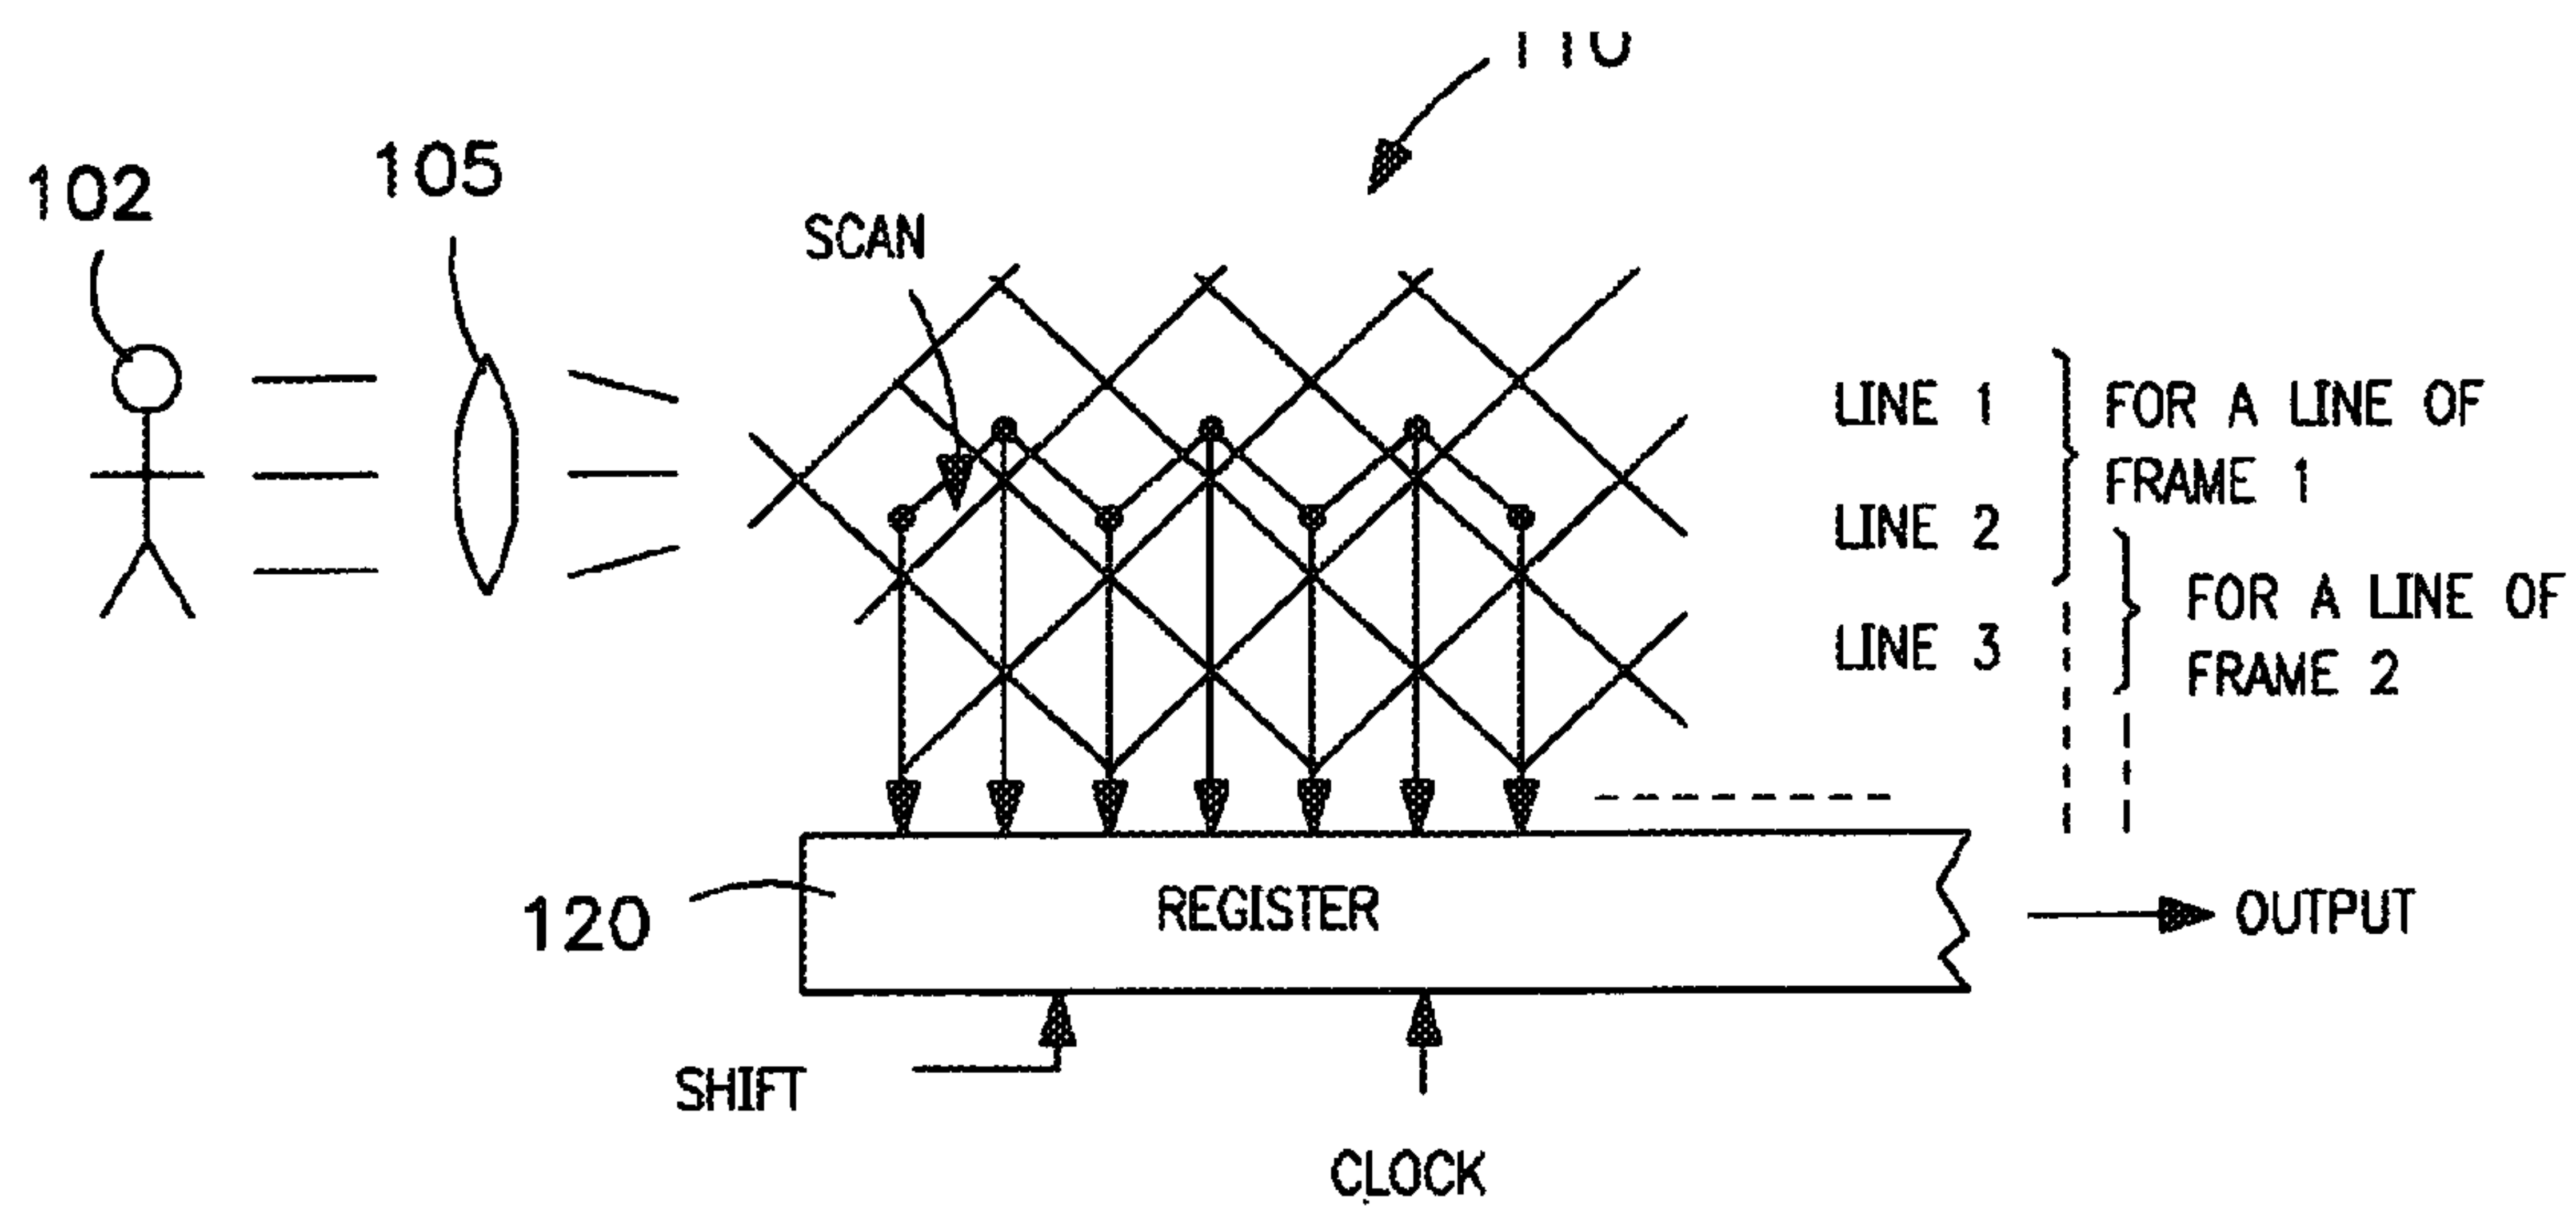 110
102
105
SCAN
LINE 1
FOR A LINE OF
FRAME 1
LINE 2
FOR A LINE OF
LINE 3
FRAME 2
REGISTER
120
OUTPUT
SHIFT
CLOCK